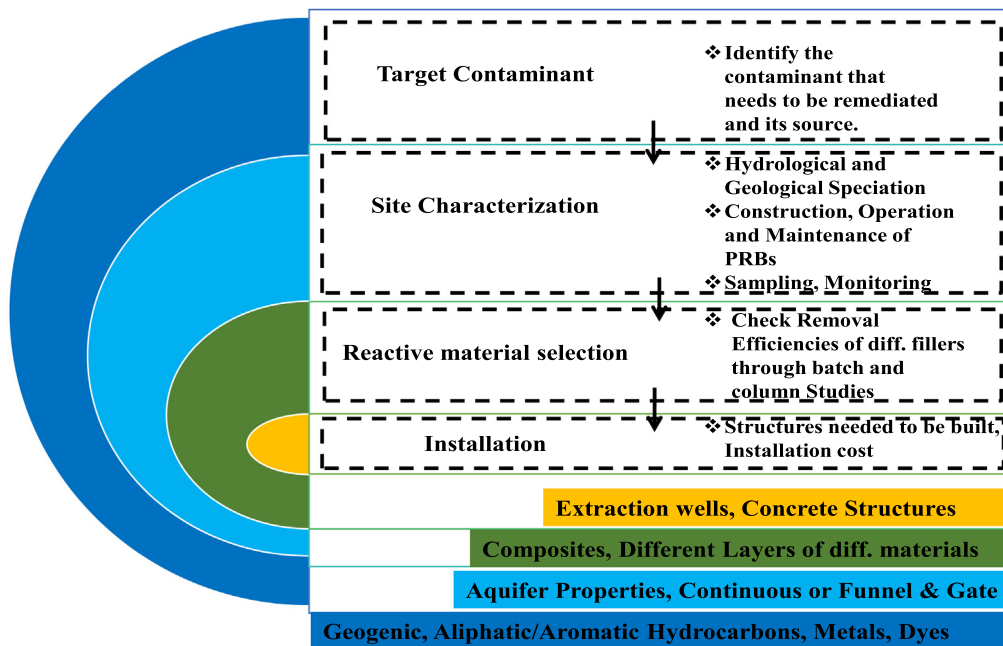 Target Contaminant
❖ Identify the
contaminant that
needs to be remediated
and its source.
Site Characterization
❖ Hydrological and
Geological Speciation
❖ Construction, Operation
and Maintenance of
PRBs
❖ Sampling, Monitoring
Reactive material selection
❖ Check Removal
Efficiencies of diff. fillers
through batch and
column Studies
Installation
❖ Structures needed to be built,
Installation cost
Extraction wells, Concrete Structures
Composites, Different Layers of diff. materials
Aquifer Properties, Continuous or Funnel & Gate
Geogenic, Aliphatic/Aromatic Hydrocarbons, Metals, Dyes